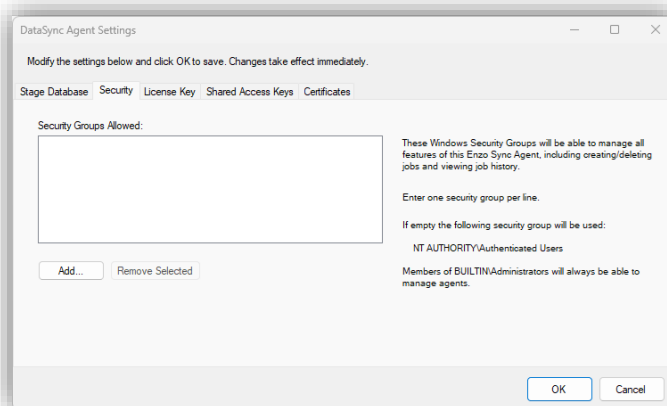 DataSync Agent Settings
Modify the settings below and click OK to save. Changes take effect immediately.
Stage Database Security License Key Shared Access Keys Certificates
Security Groups Allowed:
These Windows Security Groups will be able to manage all
features of this Enzo Sync Agent, including creating/deleting
jobs and viewing job history.
Enter one security group per line.
If empty the following security group will be used:
NT AUTHORITY\Authenticated Users
Members of BUILTIN\Administrators will always be able to
manage agents.
Add... Remove Selected
OK Cancel